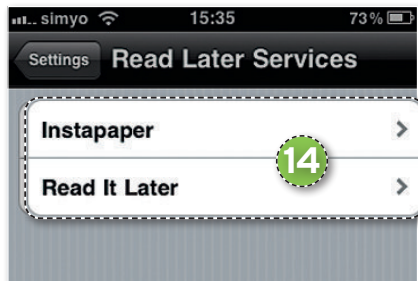 simyo 15:35 73%
Settings Read Later Services
Instapaper
14
Read It Later